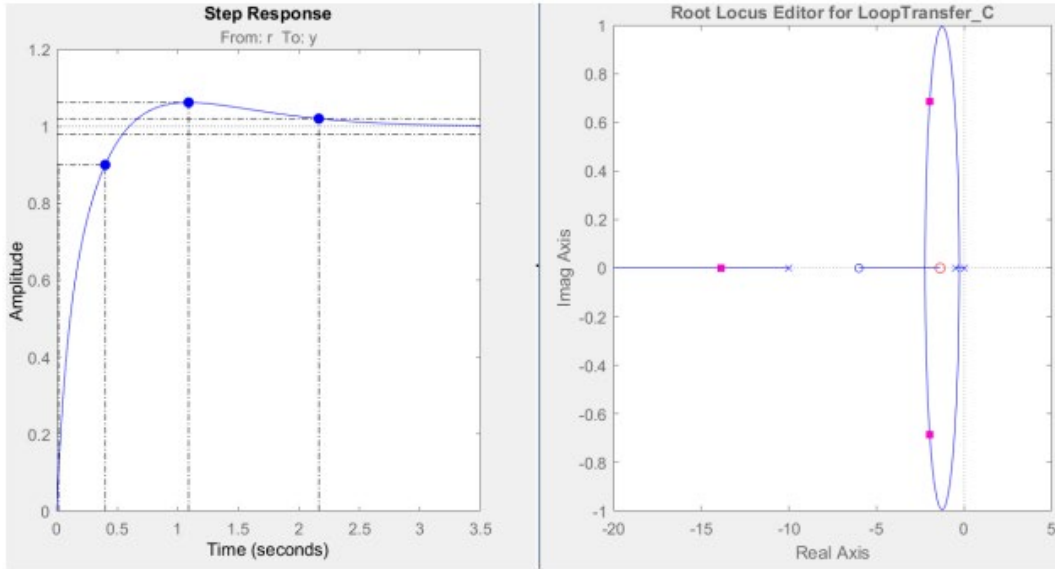 Step Response
From: r To: y
Amplitude
1.2
1
0.8
0.6
0.4
0.2
0
0 0.5 1 1.5 2 2.5 3 3.5
Time (seconds)
Root Locus Editor for LoopTransfer_C
Imag Axis
1
0.8
0.6
0.4
0.2
0
-0.2
-0.4
-0.6
-0.8
-1
-20 -15 -10 -5 0 5
Real Axis